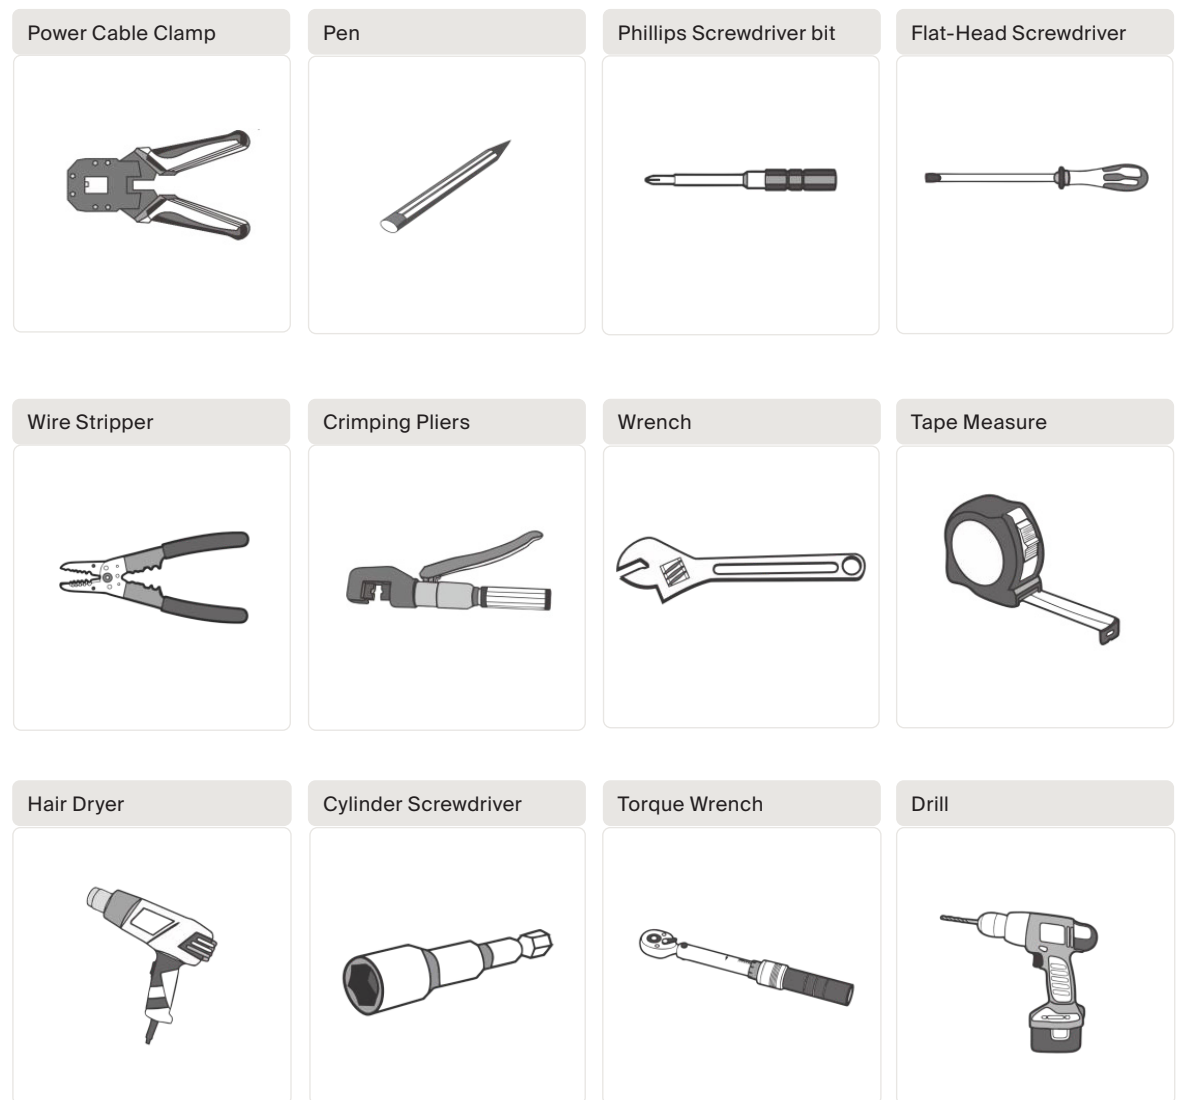 Power Cable Clamp
Pen
Phillips Screwdriver bit
Flat-Head Screwdriver
Wire Stripper
Crimping Pliers
Wrench
Tape Measure
Hair Dryer
Cylinder Screwdriver
Torque Wrench
Drill